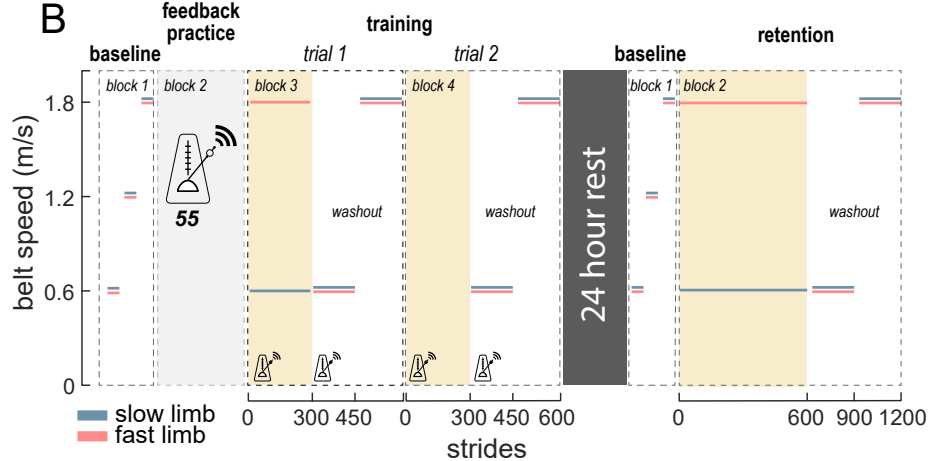 B
feedback
practice
training
baseline
trial 1
trial 2
baseline
retention
block 1
block 2
block 3
block 4
block 1
block 2
belt speed (m/s)
1.8
1.2
0.6
0
55
washout
washout
24 hour rest
washout
0
300
450
0
300
450
600
0
600
900
1200
strides
slow limb
fast limb